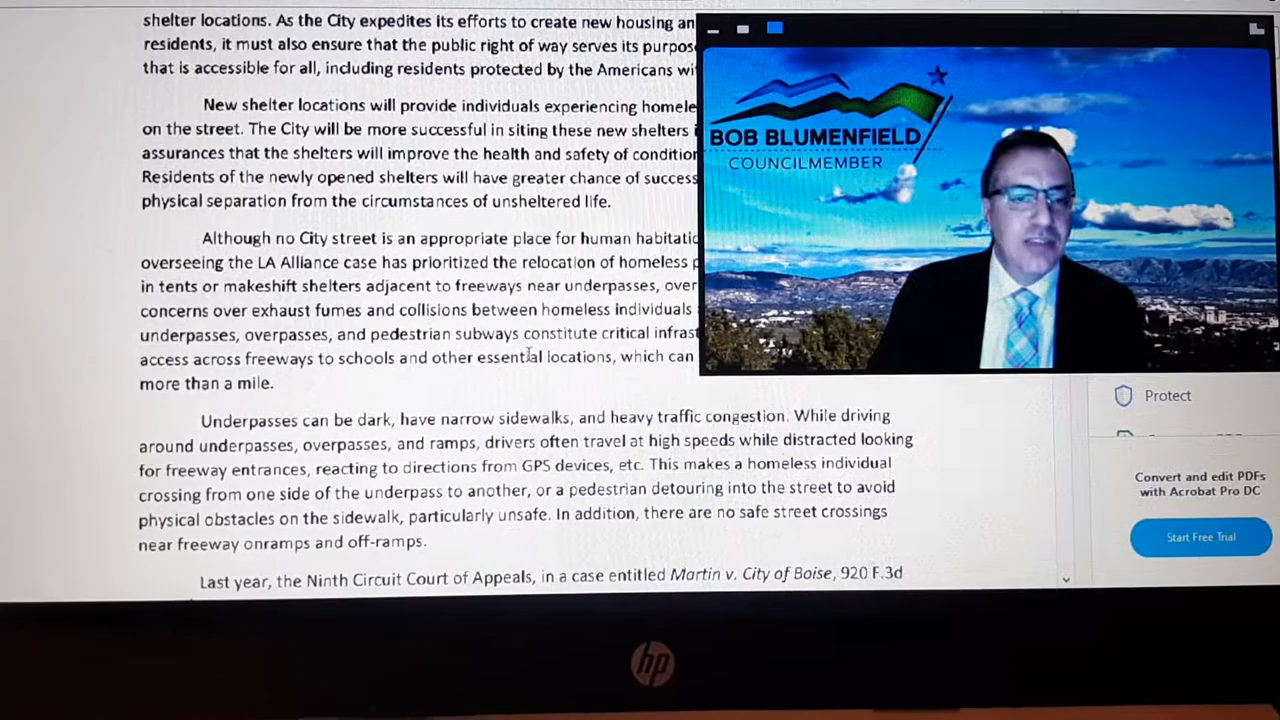 shelter locations. As the City expedites its efforts to create new housing an
residents, it must also ensure that the public right of way serves its purpos
that is accessible for all, including residents protected by the Americans wi
New shelter locations will provide individuals experiencing homele
on the street. The City will be more successful in siting these new shelters i
assurances that the shelters will improve the health and safety of condition
Residents of the newly opened shelters will have greater chance of success
physical separation from the circumstances of unsheltered life.
Although no City street is an appropriate place for human habitatio
overseeing the LA Alliance case has prioritized the relocation of homeless p
in tents or makeshift shelters adjacent to freeways near underpasses, over
concerns over exhaust fumes and collisions between homeless individuals
underpasses, overpasses, and pedestrian subways constitute critical infrast
access across freeways to schools and other essential locations, which can
more than a mile.
Underpasses can be dark, have narrow sidewalks, and heavy traffic congestion. While driving
around underpasses, overpasses, and ramps, drivers often travel at high speeds while distracted looking
for freeway entrances, reacting to directions from GPS devices, etc. This makes a homeless individual
crossing from one side of the underpass to another, or a pedestrian detouring into the street to avoid
physical obstacles on the sidewalk, particularly unsafe. In addition, there are no safe street crossings
near freeway onramps and off-ramps.
Last year, the Ninth Circuit Court of Appeals, in a case entitled Martin v. City of Boise, 920 F.3d
BOB BLUMENFIELD
COUNCILMEMBER
Protect
Convert and edit PDFs
with Acrobat Pro DC
Start Free Trial
hp